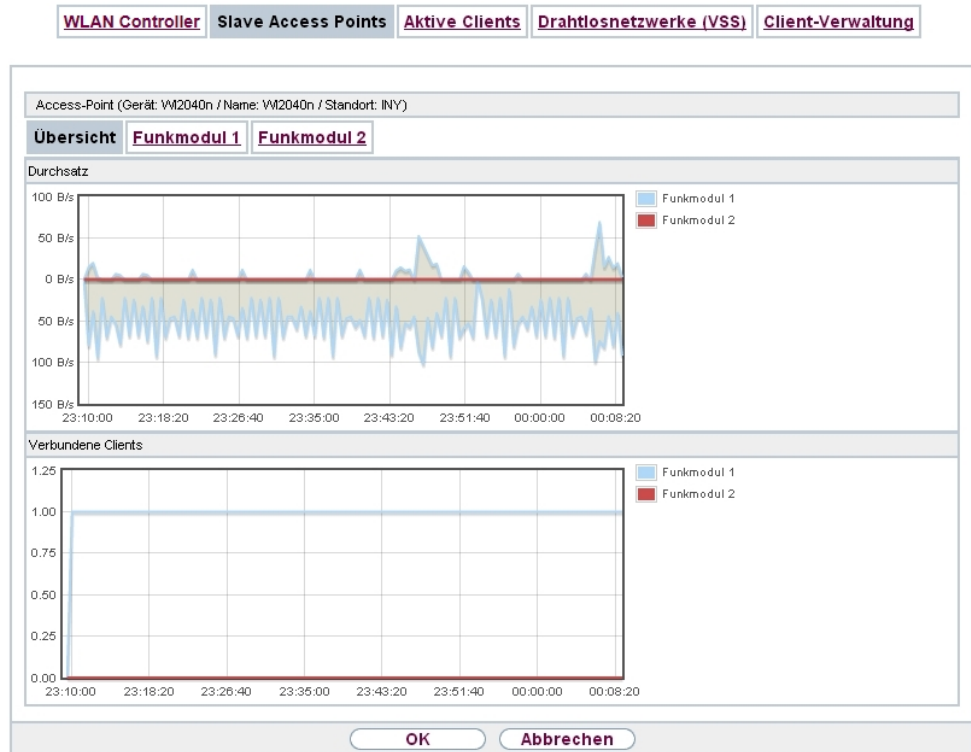 WLAN Controller Slave Access Points Aktive Clients Drahtlosnetzwerke (VSS) Client-Verwaltung
Access-Point (Gerät: WI2040n / Name: WI2040n / Standort: INY)
Übersicht Funkmodul 1 Funkmodul 2
Durchsatz
100 B/s
50 B/s
0 B/s
50 B/s
100 B/s
150 B/s
23:10:00 23:18:20 23:26:40 23:35:00 23:43:20 23:51:40 00:00:00 00:08:20
Funkmodul 1
Funkmodul 2
Verbundene Clients
1.25
1.00
0.75
0.50
0.25
0.00
23:10:00 23:18:20 23:26:40 23:35:00 23:43:20 23:51:40 00:00:00 00:08:20
Funkmodul 1
Funkmodul 2
OK Abbrechen